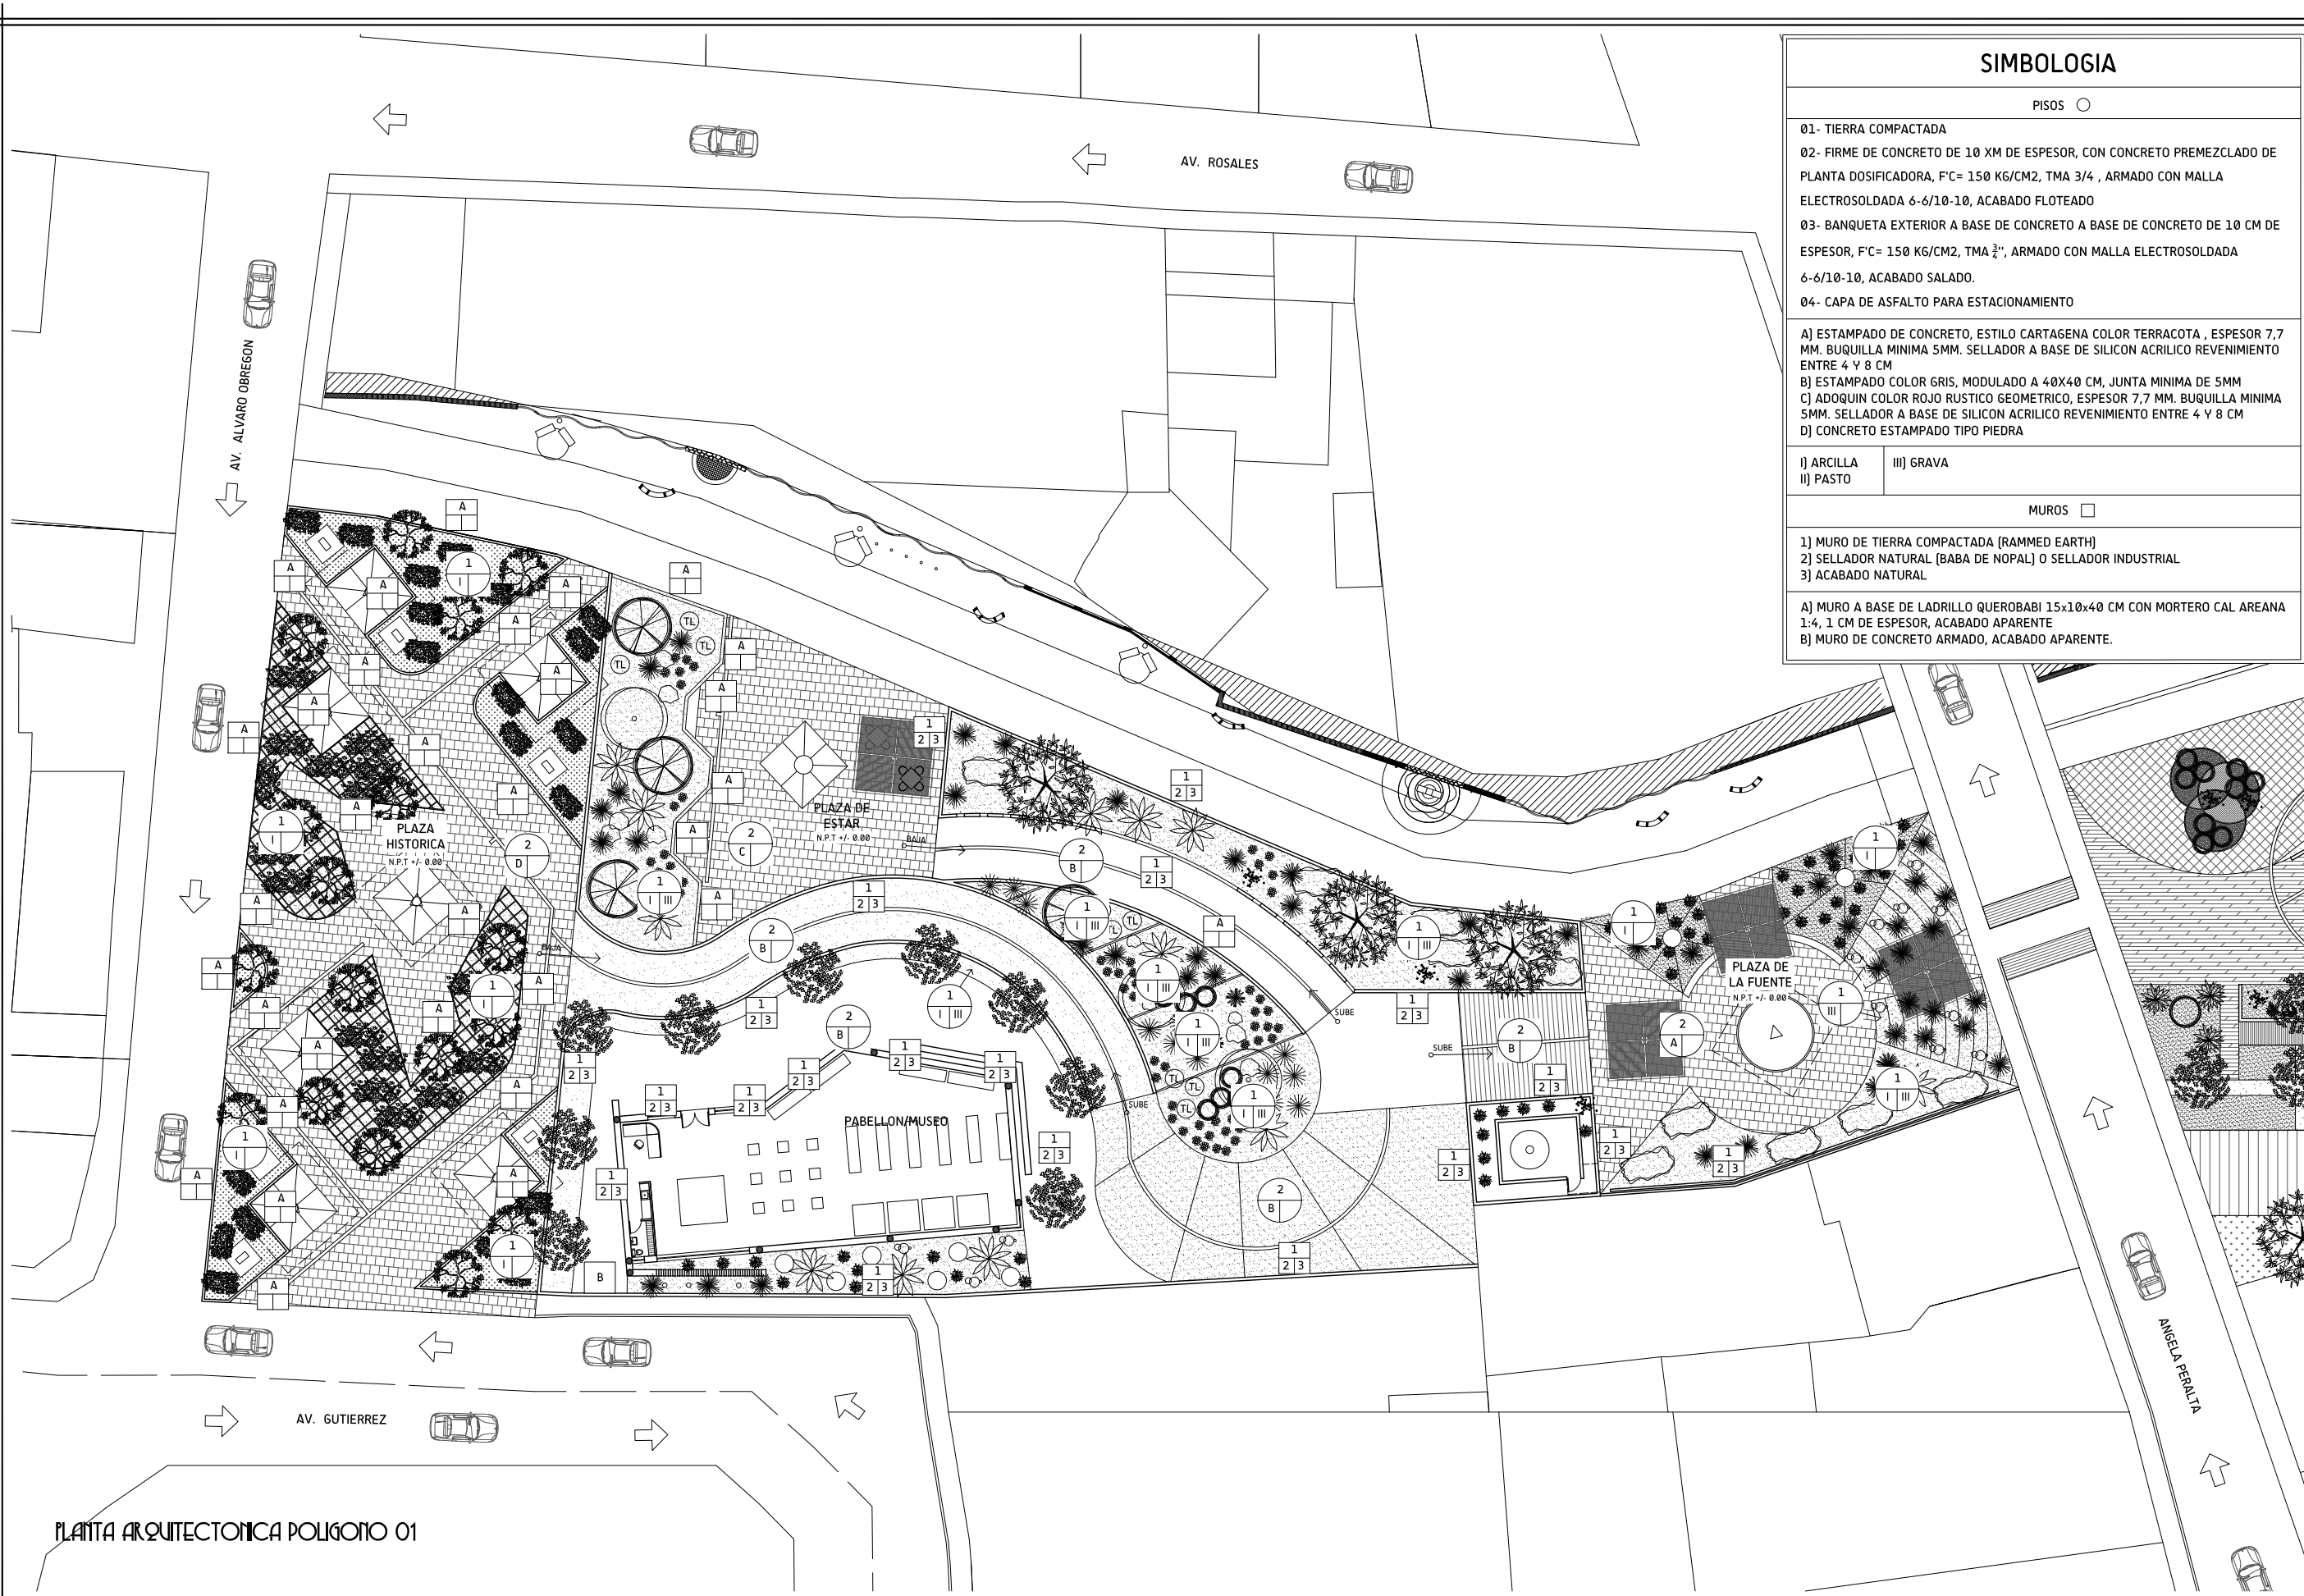 SIMBOLOGIA
PISOS
01- TIERRA COMPACTADA
02- FIRME DE CONCRETO DE 10 XM DE ESPESOR, CON CONCRETO PREMEZCLADO DE
PLANTA DOSIFICADORA, F'C= 150 KG/CM2, TMA 3/4 , ARMADO CON MALLA
ELECTROSOLDADA 6-6/10-10, ACABADO FLOTEADO
03- BANQUETA EXTERIOR A BASE DE CONCRETO A BASE DE CONCRETO DE 10 CM DE
ESPESOR, F'C= 150 KG/CM2, TMA 3/4", ARMADO CON MALLA ELECTROSOLDADA
6-6/10-10, ACABADO SALADO.
04- CAPA DE ASFALTO PARA ESTACIONAMIENTO
A) ESTAMPADO DE CONCRETO, ESTILO CARTAGENA COLOR TERRACOTA , ESPESOR 7,7
MM. BUQUILLA MINIMA 5MM. SELLADOR A BASE DE SILICON ACRILICO REVENIMIENTO
ENTRE 4 Y 8 CM
B) ESTAMPADO COLOR GRIS, MODULADO A 40X40 CM, JUNTA MINIMA DE 5MM
C) ADOQUIN COLOR ROJO RUSTICO GEOMETRICO, ESPESOR 7,7 MM. BUQUILLA MINIMA
5MM. SELLADOR A BASE DE SILICON ACRILICO REVENIMIENTO ENTRE 4 Y 8 CM
D) CONCRETO ESTAMPADO TIPO PIEDRA
I) ARCILLA
II) PASTO
III) GRAVA
MUROS
1) MURO DE TIERRA COMPACTADA (RAMMED EARTH)
2) SELLADOR NATURAL (BABA DE NOPAL) O SELLADOR INDUSTRIAL
3) ACABADO NATURAL
A) MURO A BASE DE LADRILLO QUEROBABI 15x10x40 CM CON MORTERO CAL AREANA
1:4, 1 CM DE ESPESOR, ACABADO APARENTE
B) MURO DE CONCRETO ARMADO, ACABADO APARENTE.
AV. ROSALES
AV. ALVARO OBREGON
PLAZA
HISTORICA
N.P.T +/- 0.00
PLAZA DE
ESTAR
N.P.T +/- 0.00
BAJA
BAJA
PLAZA DE
LA FUENTE
N.P.T +/- 0.00
SUBE
SUBE
SUBE
PABELLON/MUSEO
AV. GUTIERREZ
ANGELA PERALTA
PLANTA ARQUITECTONICA POLIGONO 01